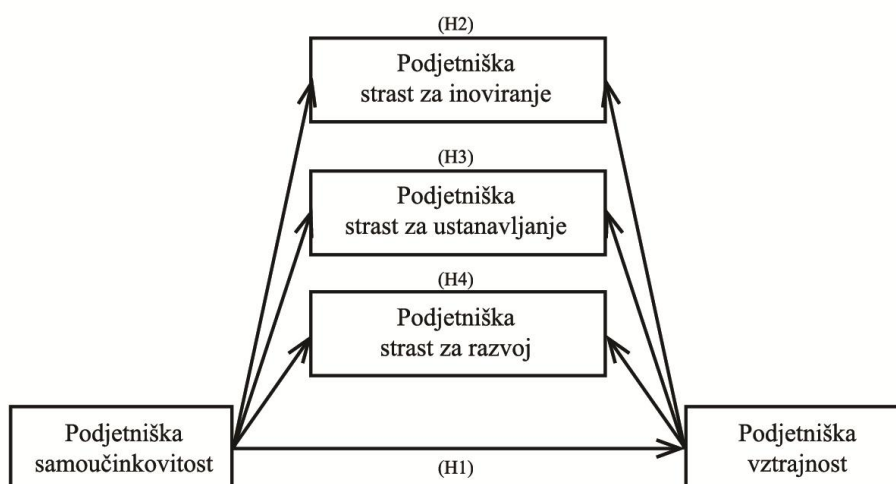 (H2)
Podjetniška
strast za inoviranje
(H3)
Podjetniška
strast za ustanavljanje
(H4)
Podjetniška
strast za razvoj
Podjetniška
samoučinkovitost
(H1)
Podjetniška
vztrajnost